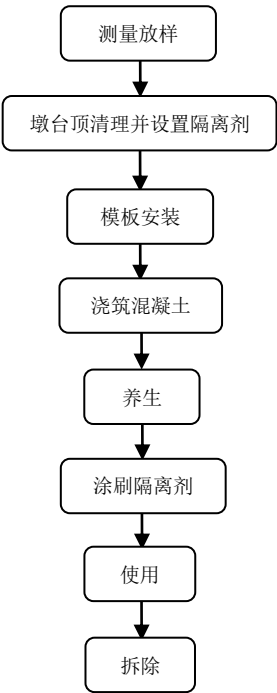 测量放样
墩台顶清理并设置隔离剂
模板安装
浇筑混凝土
养生
涂刷隔离剂
使用
拆除